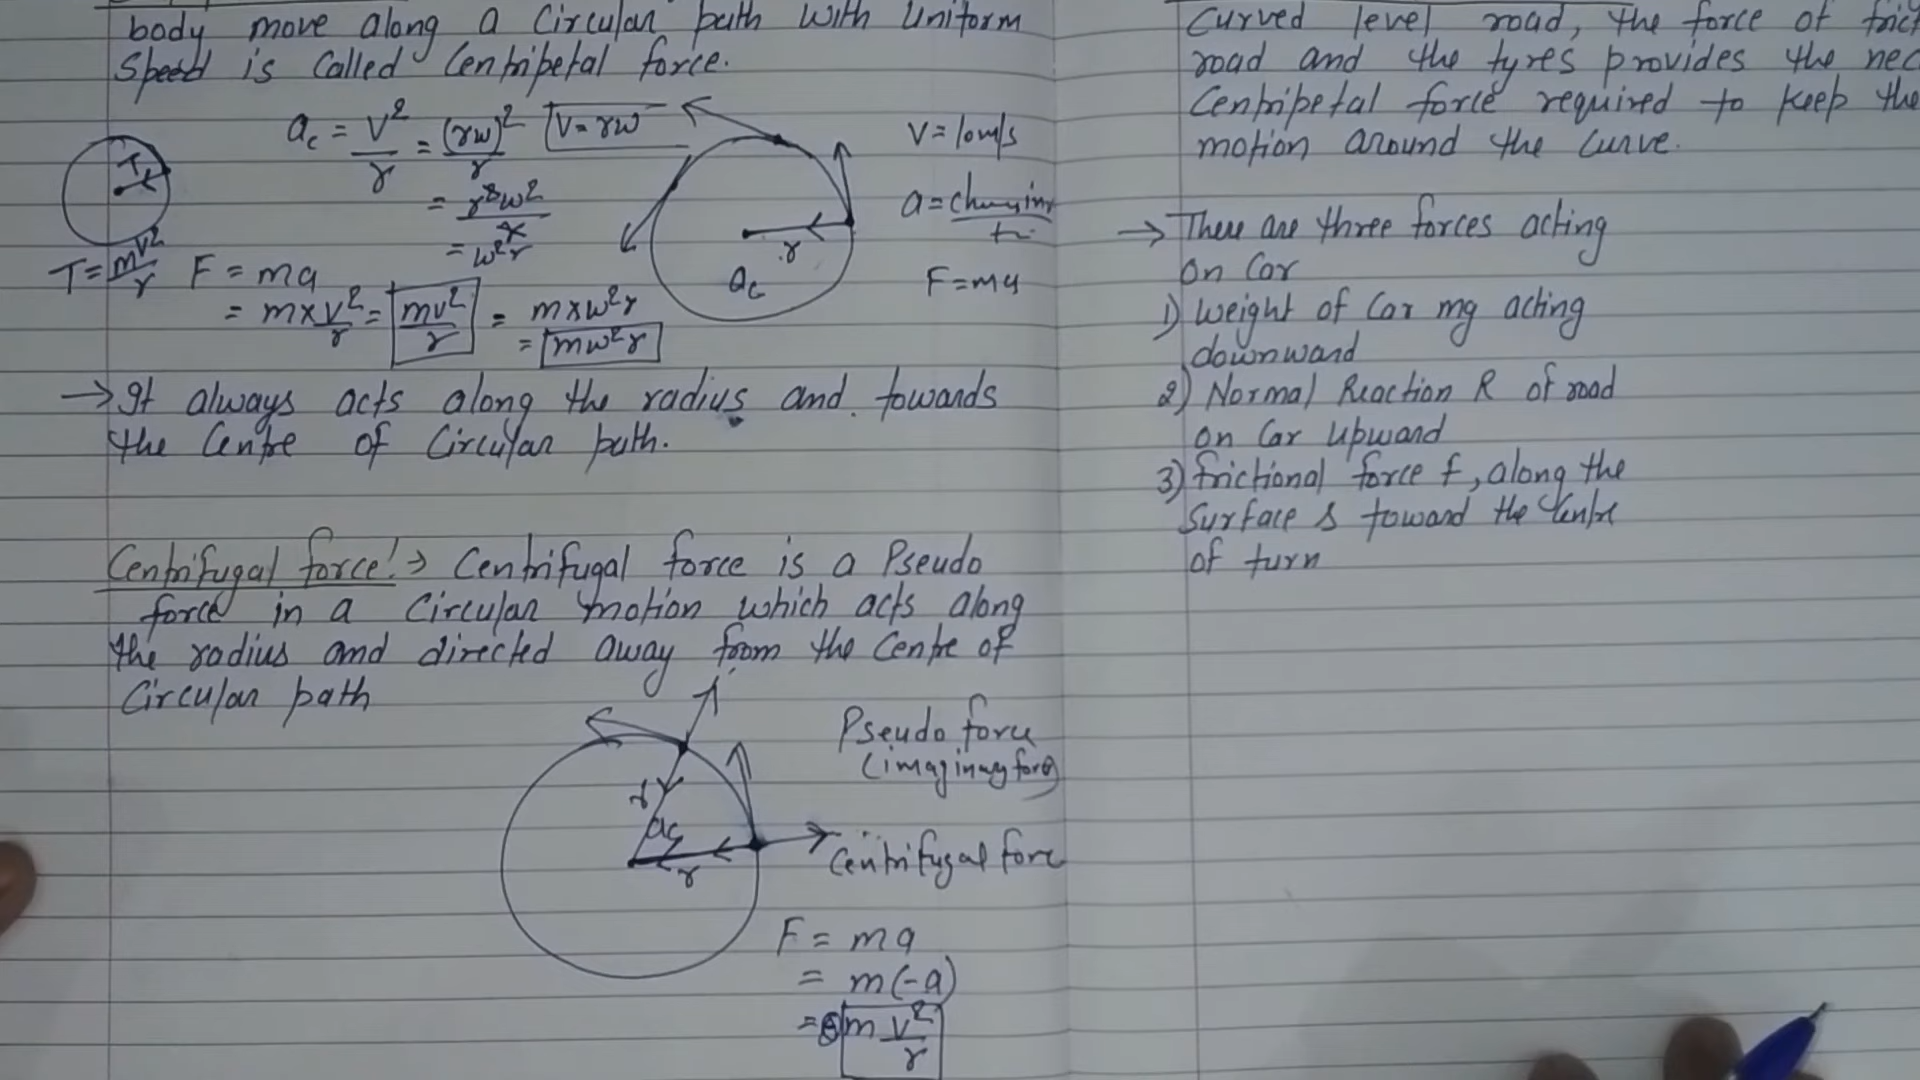 body move along a Circular path with Uniform
Speed is Called Centripetal force.
a_c = v²/r = (rω)²/r V = rω
= r²ω²/r
= ω²r
T
T = mv²/r
F = ma
= m×v²/r = mv²/r = m×ω²r
= mω²r
r
a_c
V = 10m/s
a =
F = ma
→ It always acts along the radius and towards
the Centre of Circular path.
Centrifugal force :→ Centrifugal force is a Pseudo
force in a Circular motion which acts along
the radius and directed away from the Centre of
Circular path
Pseudo force
(imaginary force)
r
a_c
r
Centrifugal force
F = ma
= m(-a)
= m v²/r
Curved level road, the force of frict
road and the tyres provides the nec
Centripetal force required to keep the
motion around the curve.
→ There are three forces acting
on Car
1) Weight of Car mg acting
downward
2) Normal Reaction R of road
on Car Upward
3) frictional force f, along the
Surface s toward the Centre
of turn